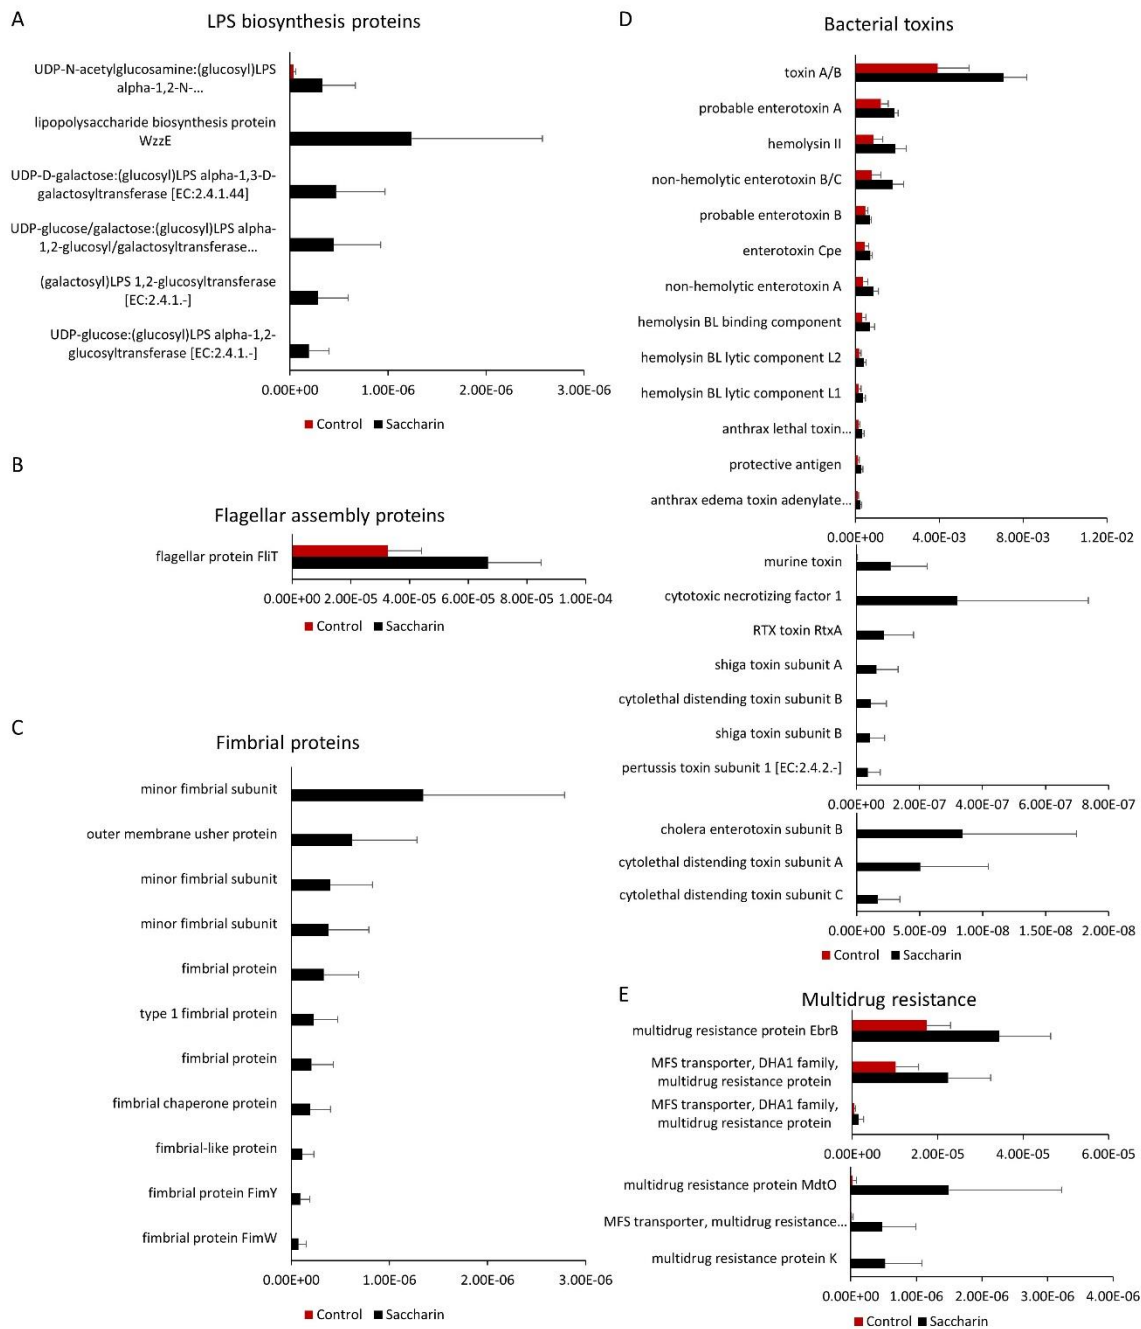 A
LPS biosynthesis proteins
UDP-N-acetylglucosamine:(glucosyl)LPS
alpha-1,2-N-...
lipopolysaccharide biosynthesis protein
WzzE
UDP-D-galactose:(glucosyl)LPS alpha-1,3-D-
galactosyltransferase [EC:2.4.1.44]
UDP-glucose/galactose:(glucosyl)LPS alpha-
1,2-glucosyl/galactosyltransferase...
(galactosyl)LPS 1,2-glucosyltransferase
[EC:2.4.1.-]
UDP-glucose:(glucosyl)LPS alpha-1,2-
glucosyltransferase [EC:2.4.1.-]
0.00E+00 1.00E-06 2.00E-06 3.00E-06
Control Saccharin
B
Flagellar assembly proteins
flagellar protein FliT
0.00E+00 2.00E-05 4.00E-05 6.00E-05 8.00E-05 1.00E-04
Control Saccharin
C
Fimbrial proteins
minor fimbrial subunit
outer membrane usher protein
minor fimbrial subunit
minor fimbrial subunit
fimbrial protein
type 1 fimbrial protein
fimbrial protein
fimbrial chaperone protein
fimbrial-like protein
fimbrial protein FimY
fimbrial protein FimW
0.00E+00 1.00E-06 2.00E-06 3.00E-06
Control Saccharin
D
Bacterial toxins
toxin A/B
probable enterotoxin A
hemolysin II
non-hemolytic enterotoxin B/C
probable enterotoxin B
enterotoxin Cpe
non-hemolytic enterotoxin A
hemolysin BL binding component
hemolysin BL lytic component L2
hemolysin BL lytic component L1
anthrax lethal toxin...
protective antigen
anthrax edema toxin adenylate...
0.00E+00 4.00E-03 8.00E-03 1.20E-02
murine toxin
cytotoxic necrotizing factor 1
RTX toxin RtxA
shiga toxin subunit A
cytolethal distending toxin subunit B
shiga toxin subunit B
pertussis toxin subunit 1 [EC:2.4.2.-]
0.00E+00 2.00E-07 4.00E-07 6.00E-07 8.00E-07
cholera enterotoxin subunit B
cytolethal distending toxin subunit A
cytolethal distending toxin subunit C
0.00E+00 5.00E-09 1.00E-08 1.50E-08 2.00E-08
Control Saccharin
E
Multidrug resistance
multidrug resistance protein EbrB
MFS transporter, DHA1 family,
multidrug resistance protein
MFS transporter, DHA1 family,
multidrug resistance protein
0.00E+00 2.00E-05 4.00E-05 6.00E-05
multidrug resistance protein MdtO
MFS transporter, multidrug resistance...
multidrug resistance protein K
0.00E+00 1.00E-06 2.00E-06 3.00E-06 4.00E-06
Control Saccharin